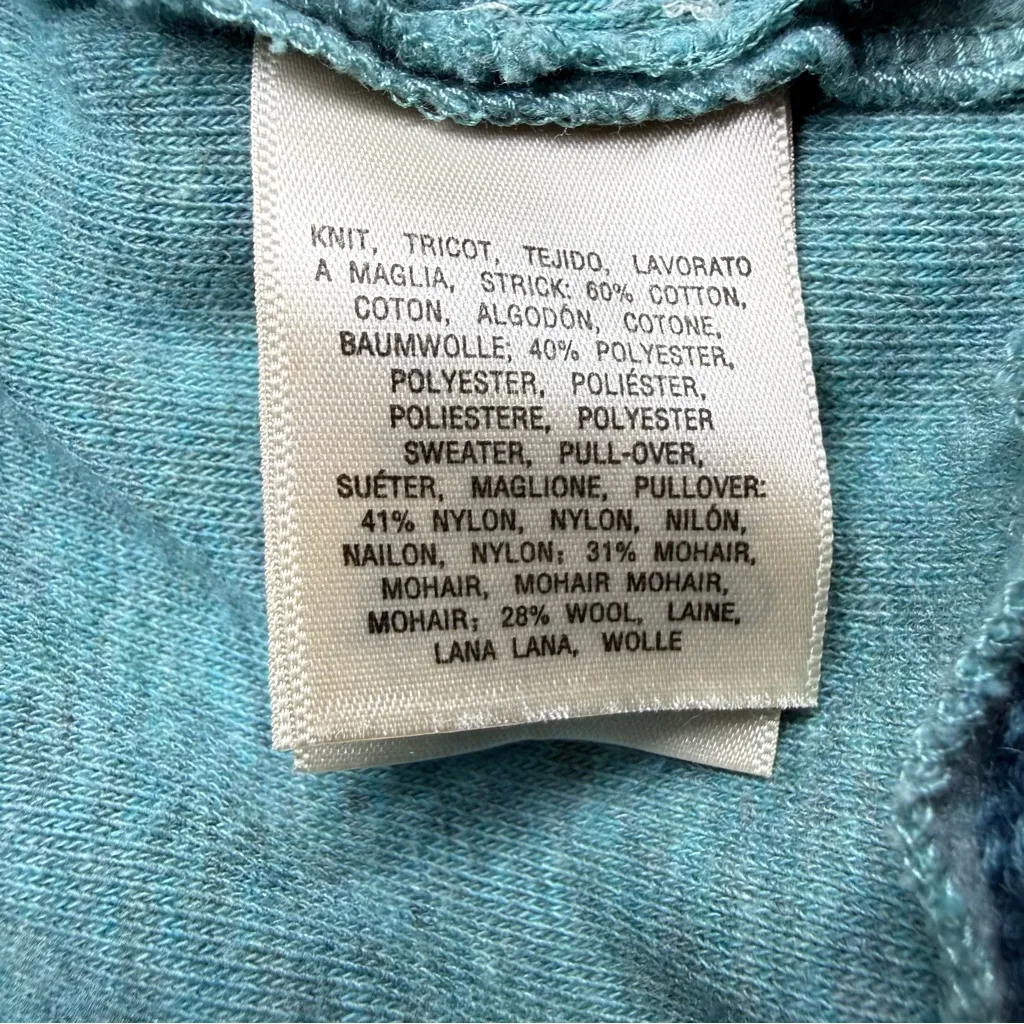 KNIT, TRICOT, TEJIDO, LAVORATO
A MAGLIA, STRICK: 60% COTTON,
COTON, ALGODÓN, COTONE,
BAUMWOLLE; 40% POLYESTER,
POLYESTER, POLIÉSTER,
POLIESTERE, POLYESTER
SWEATER, PULL-OVER,
SUÉTER, MAGLIONE, PULLOVER:
41% NYLON, NYLON, NILÓN,
NAILON, NYLON; 31% MOHAIR,
MOHAIR, MOHAIR MOHAIR,
MOHAIR; 28% WOOL, LAINE,
LANA LANA, WOLLE